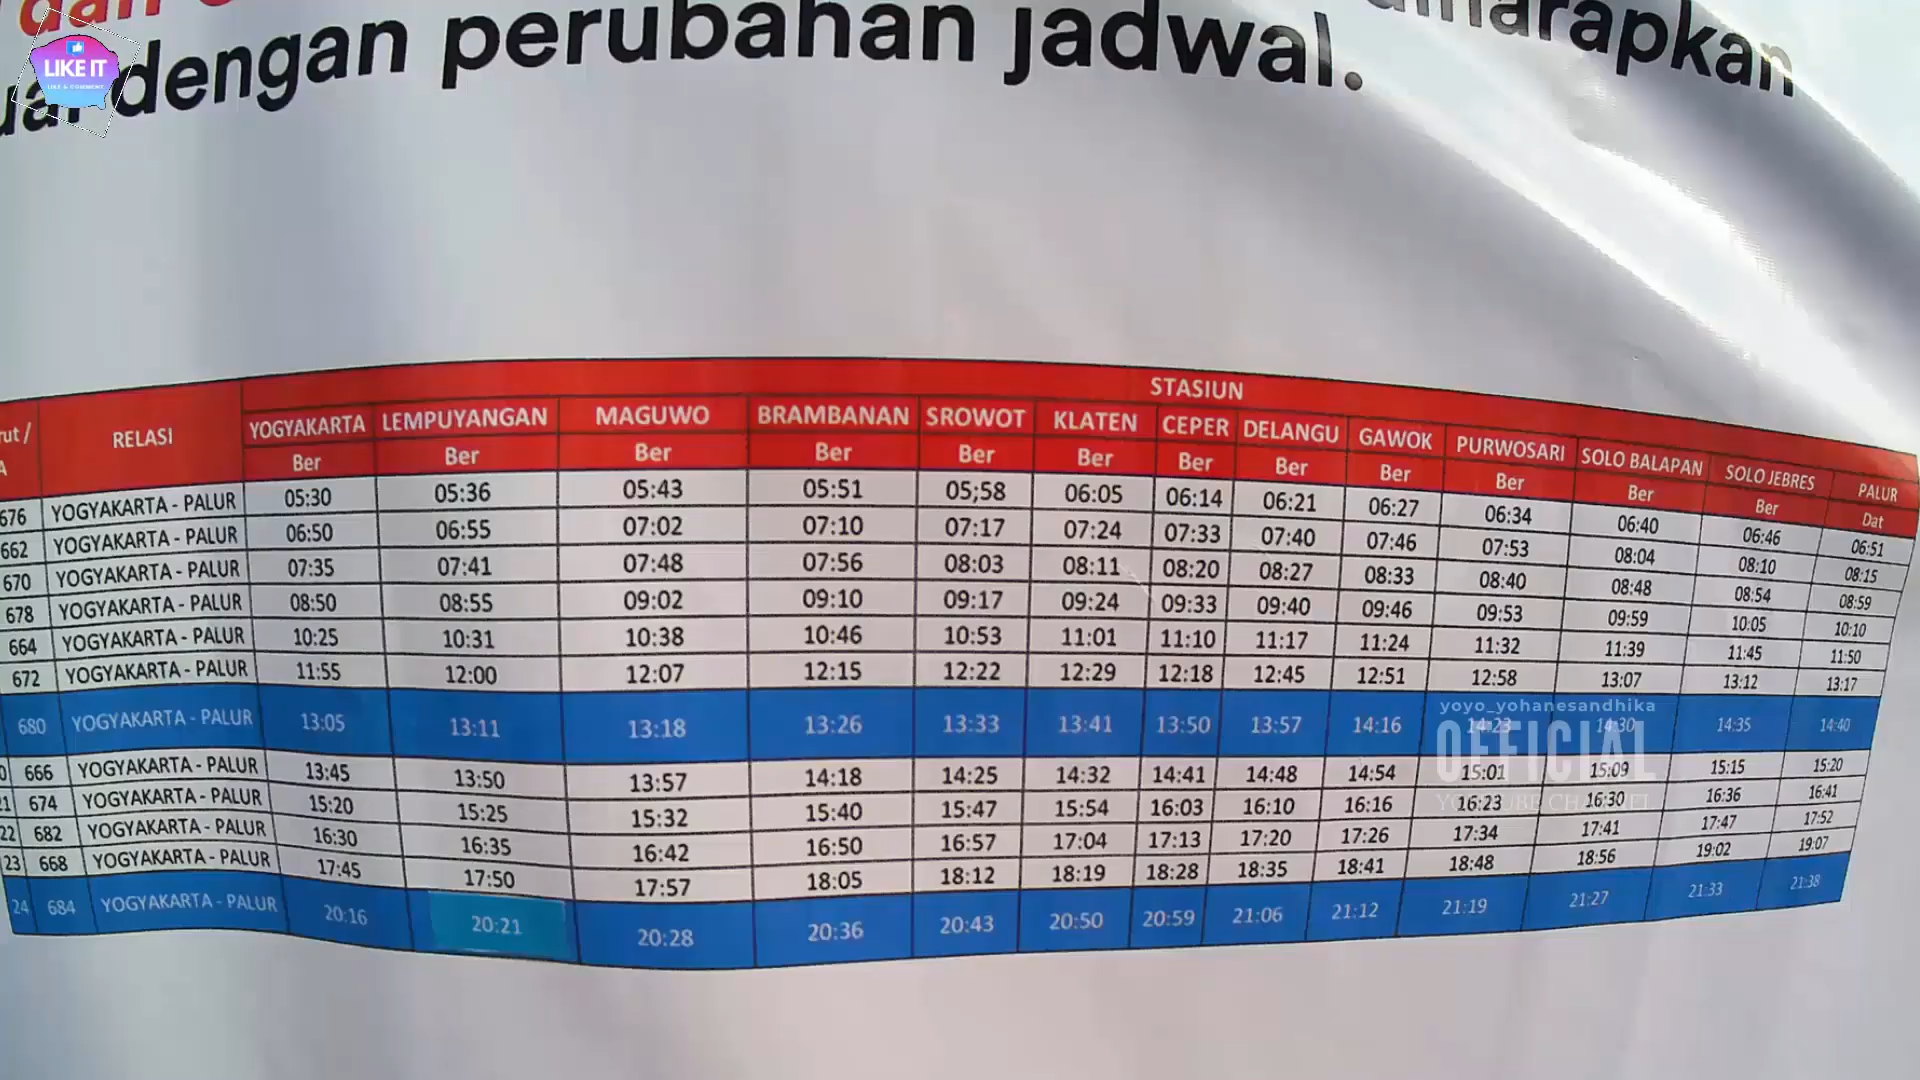 dan
harapkan
dengan perubahan jadwal.
LIKE IT
LIKE & COMMENT
STASIUN
RELASI YOGYAKARTA LEMPUYANGAN MAGUWO BRAMBANAN SROWOT KLATEN CEPER DELANGU GAWOK PURWOSARI SOLO BALAPAN SOLO JEBRES PALUR
Ber Ber Ber Ber Ber Ber Ber Ber Ber Ber Ber Ber Dat
676 YOGYAKARTA - PALUR 05:30 05:36 05:43 05:51 05;58 06:05 06:14 06:21 06:27 06:34 06:40 06:46 06:51
662 YOGYAKARTA - PALUR 06:50 06:55 07:02 07:10 07:17 07:24 07:33 07:40 07:46 07:53 08:04 08:10 08:15
670 YOGYAKARTA - PALUR 07:35 07:41 07:48 07:56 08:03 08:11 08:20 08:27 08:33 08:40 08:48 08:54 08:59
678 YOGYAKARTA - PALUR 08:50 08:55 09:02 09:10 09:17 09:24 09:33 09:40 09:46 09:53 09:59 10:05 10:10
664 YOGYAKARTA - PALUR 10:25 10:31 10:38 10:46 10:53 11:01 11:10 11:17 11:24 11:32 11:39 11:45 11:50
672 YOGYAKARTA - PALUR 11:55 12:00 12:07 12:15 12:22 12:29 12:18 12:45 12:51 12:58 13:07 13:12 13:17
680 YOGYAKARTA - PALUR 13:05 13:11 13:18 13:26 13:33 13:41 13:50 13:57 14:16 14:23 14:30 14:35 14:40
666 YOGYAKARTA - PALUR 13:45 13:50 13:57 14:18 14:25 14:32 14:41 14:48 14:54 15:01 15:09 15:15 15:20
674 YOGYAKARTA - PALUR 15:20 15:25 15:32 15:40 15:47 15:54 16:03 16:10 16:16 16:23 16:30 16:36 16:41
22 682 YOGYAKARTA - PALUR 16:30 16:35 16:42 16:50 16:57 17:04 17:13 17:20 17:26 17:34 17:41 17:47 17:52
23 668 YOGYAKARTA - PALUR 17:45 17:50 17:57 18:05 18:12 18:19 18:28 18:35 18:41 18:48 18:56 19:02 19:07
24 684 YOGYAKARTA - PALUR 20:16 20:21 20:28 20:36 20:43 20:50 20:59 21:06 21:12 21:19 21:27 21:33 21:38
yoyo_yohanesandhika
OFFICIAL
YOUTUBE CHANNEL